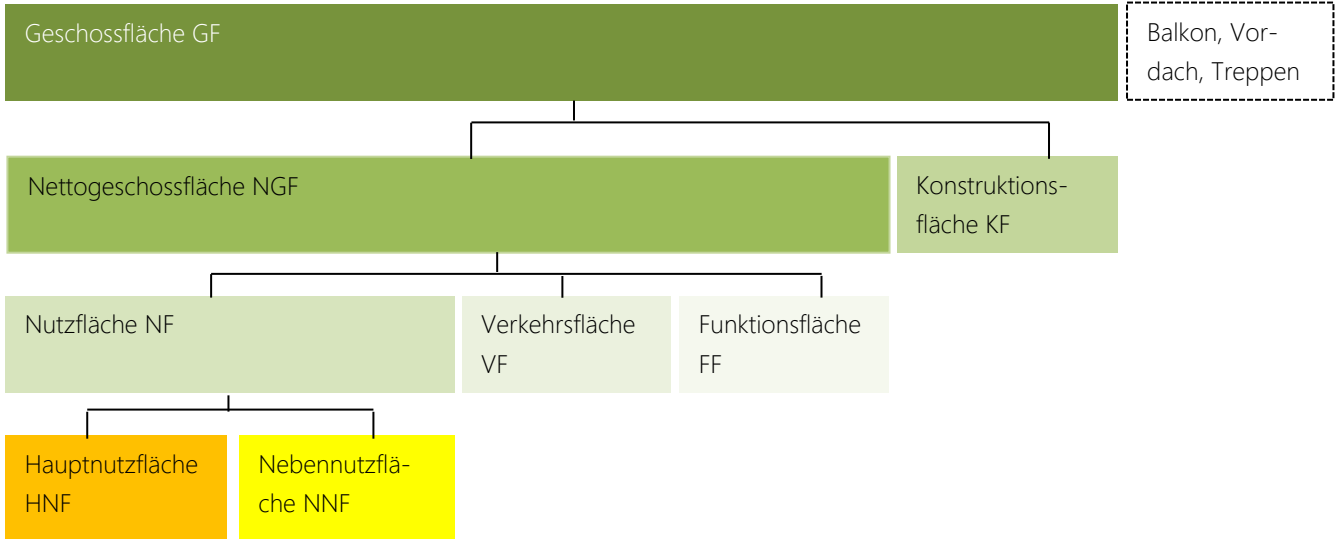 Geschossfläche GF
Balkon, Vor-
dach, Treppen
Nettogeschossfläche NGF
Konstruktions-
fläche KF
Nutzfläche NF
Verkehrsfläche
VF
Funktionsfläche
FF
Hauptnutzfläche
HNF
Nebennutzflä-
che NNF